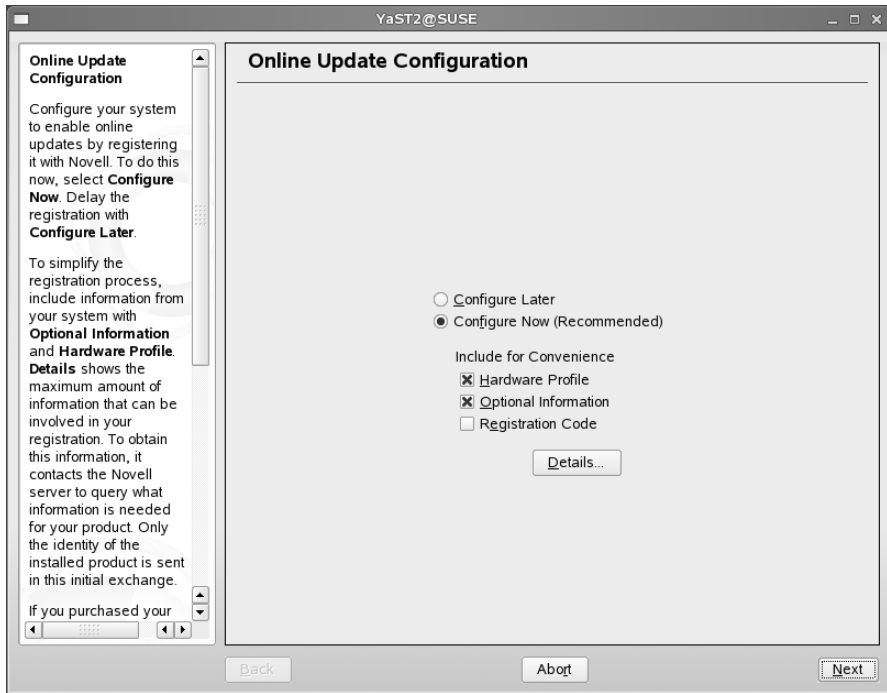 YaST2@SUSE
Online Update
Configuration
Configure your system
to enable online
updates by registering
it with Novell. To do this
now, select Configure
Now. Delay the
registration with
Configure Later.
To simplify the
registration process,
include information from
your system with
Optional Information
and Hardware Profile.
Details shows the
maximum amount of
information that can be
involved in your
registration. To obtain
this information, it
contacts the Novell
server to query what
information is needed
for your product. Only
the identity of the
installed product is sent
in this initial exchange.
If you purchased your
Online Update Configuration
Configure Later
Configure Now (Recommended)
Include for Convenience
Hardware Profile
Optional Information
Registration Code
Details...
Back
Abort
Next